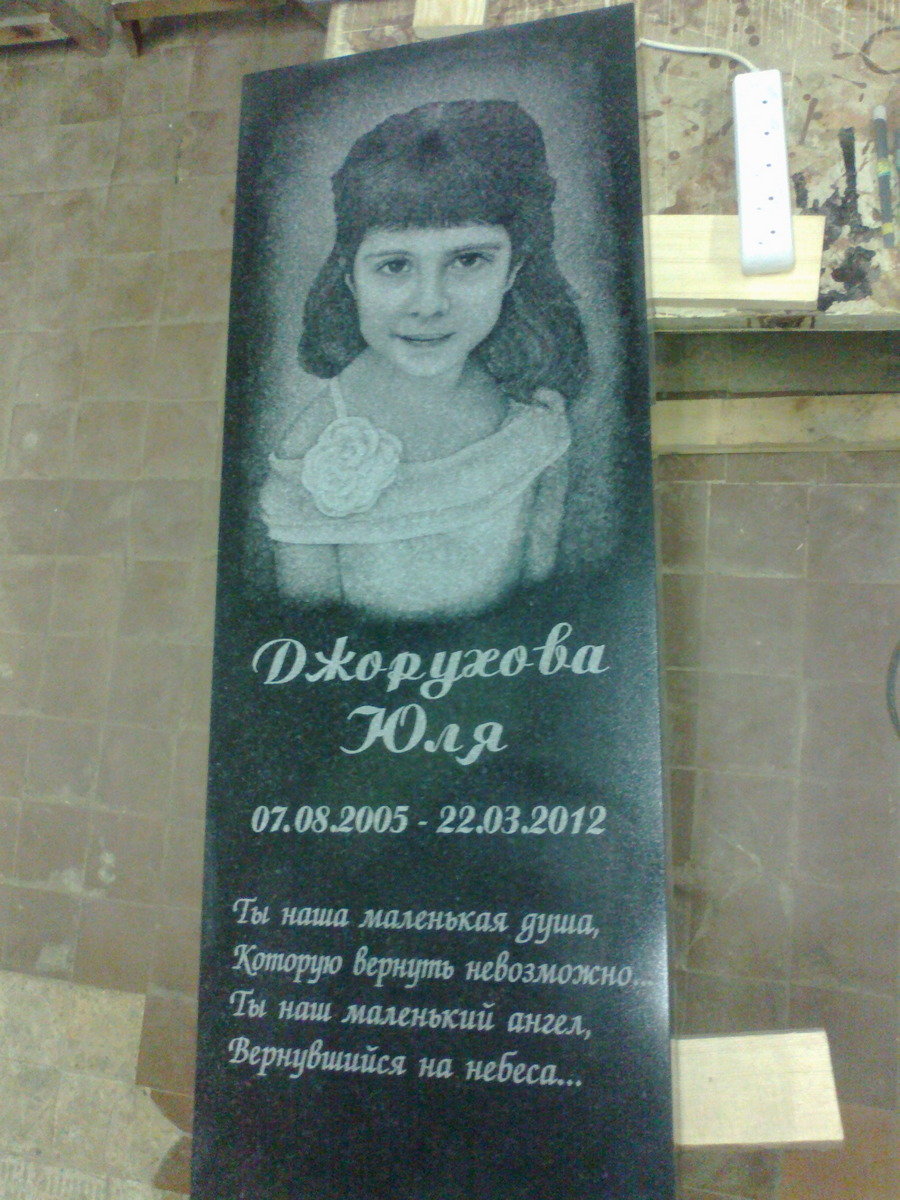 Джорухова
Юля
07.08.2005 - 22.03.2012
Ты наша маленькая душа,
Которую вернуть невозможно...
Ты наш маленький ангел,
Вернувшийся на небеса...